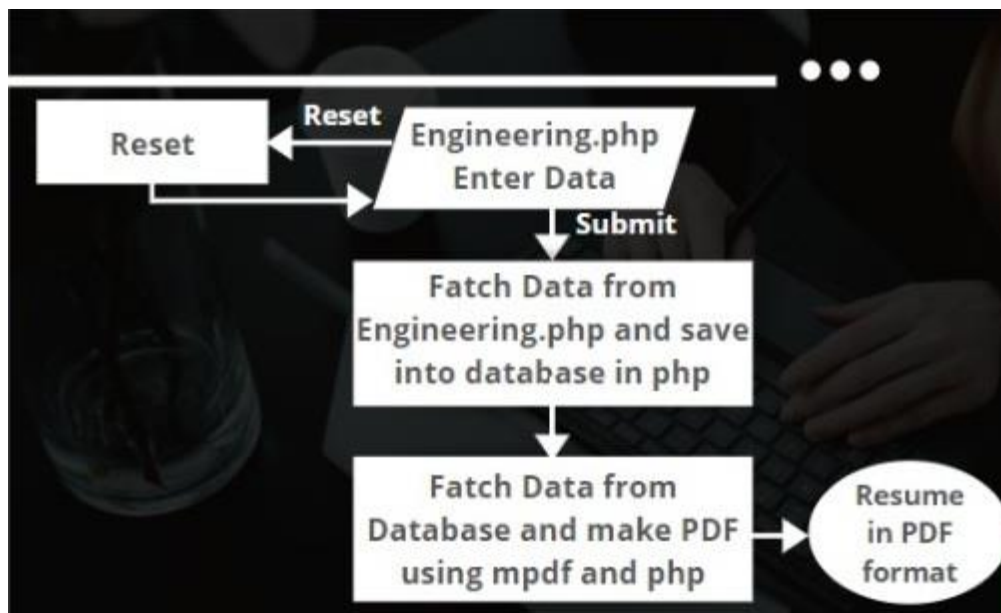 Reset
Reset
Engineering.php
Enter Data
Submit
Fatch Data from
Engineering.php and save
into database in php
Fatch Data from
Database and make PDF
using mpdf and php
Resume
in PDF
format